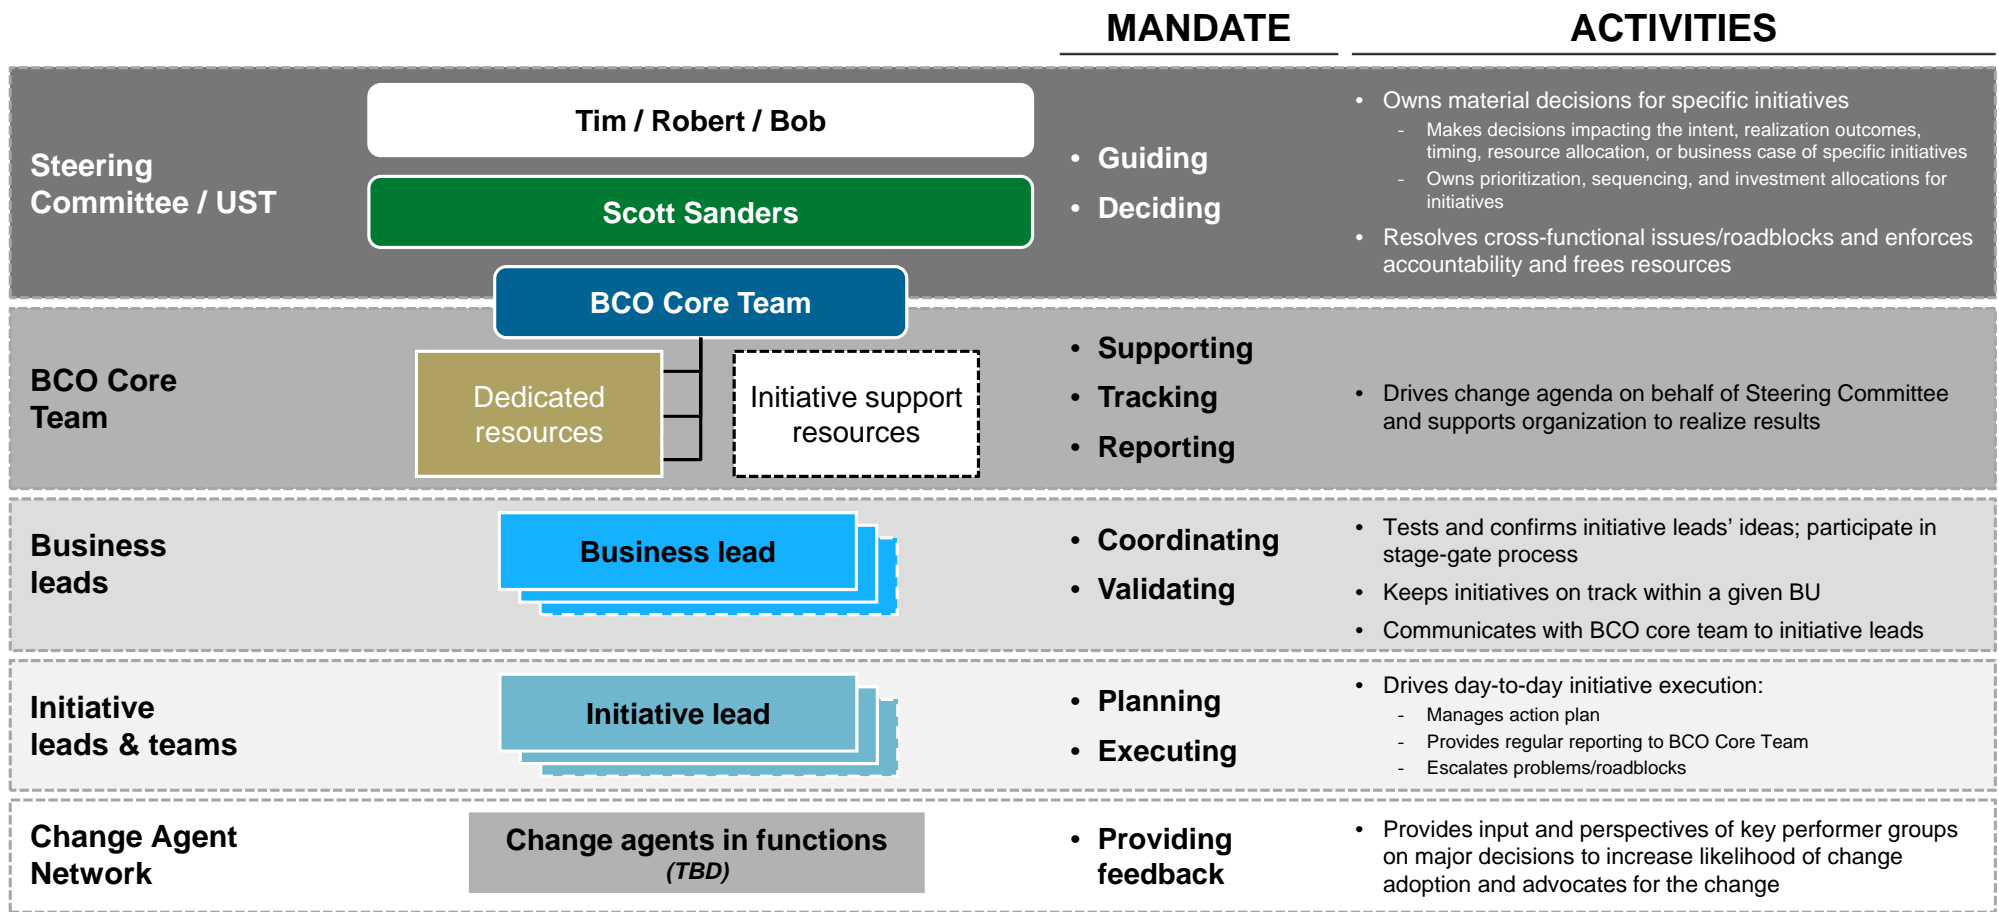 MANDATE
ACTIVITIES
Steering
Committee / UST
Tim / Robert / Bob
Scott Sanders
• Guiding
• Deciding
• Owns material decisions for specific initiatives
- Makes decisions impacting the intent, realization outcomes,
timing, resource allocation, or business case of specific initiatives
- Owns prioritization, sequencing, and investment allocations for
initiatives
• Resolves cross-functional issues/roadblocks and enforces
accountability and frees resources
BCO Core Team
BCO Core
Team
Dedicated
resources
Initiative support
resources
• Supporting
• Tracking
• Reporting
• Drives change agenda on behalf of Steering Committee
and supports organization to realize results
Business
leads
Business lead
• Coordinating
• Validating
• Tests and confirms initiative leads’ ideas; participate in
stage-gate process
• Keeps initiatives on track within a given BU
• Communicates with BCO core team to initiative leads
Initiative
leads & teams
Initiative lead
• Planning
• Executing
• Drives day-to-day initiative execution:
- Manages action plan
- Provides regular reporting to BCO Core Team
- Escalates problems/roadblocks
Change Agent
Network
Change agents in functions
(TBD)
• Providing
feedback
• Provides input and perspectives of key performer groups
on major decisions to increase likelihood of change
adoption and advocates for the change